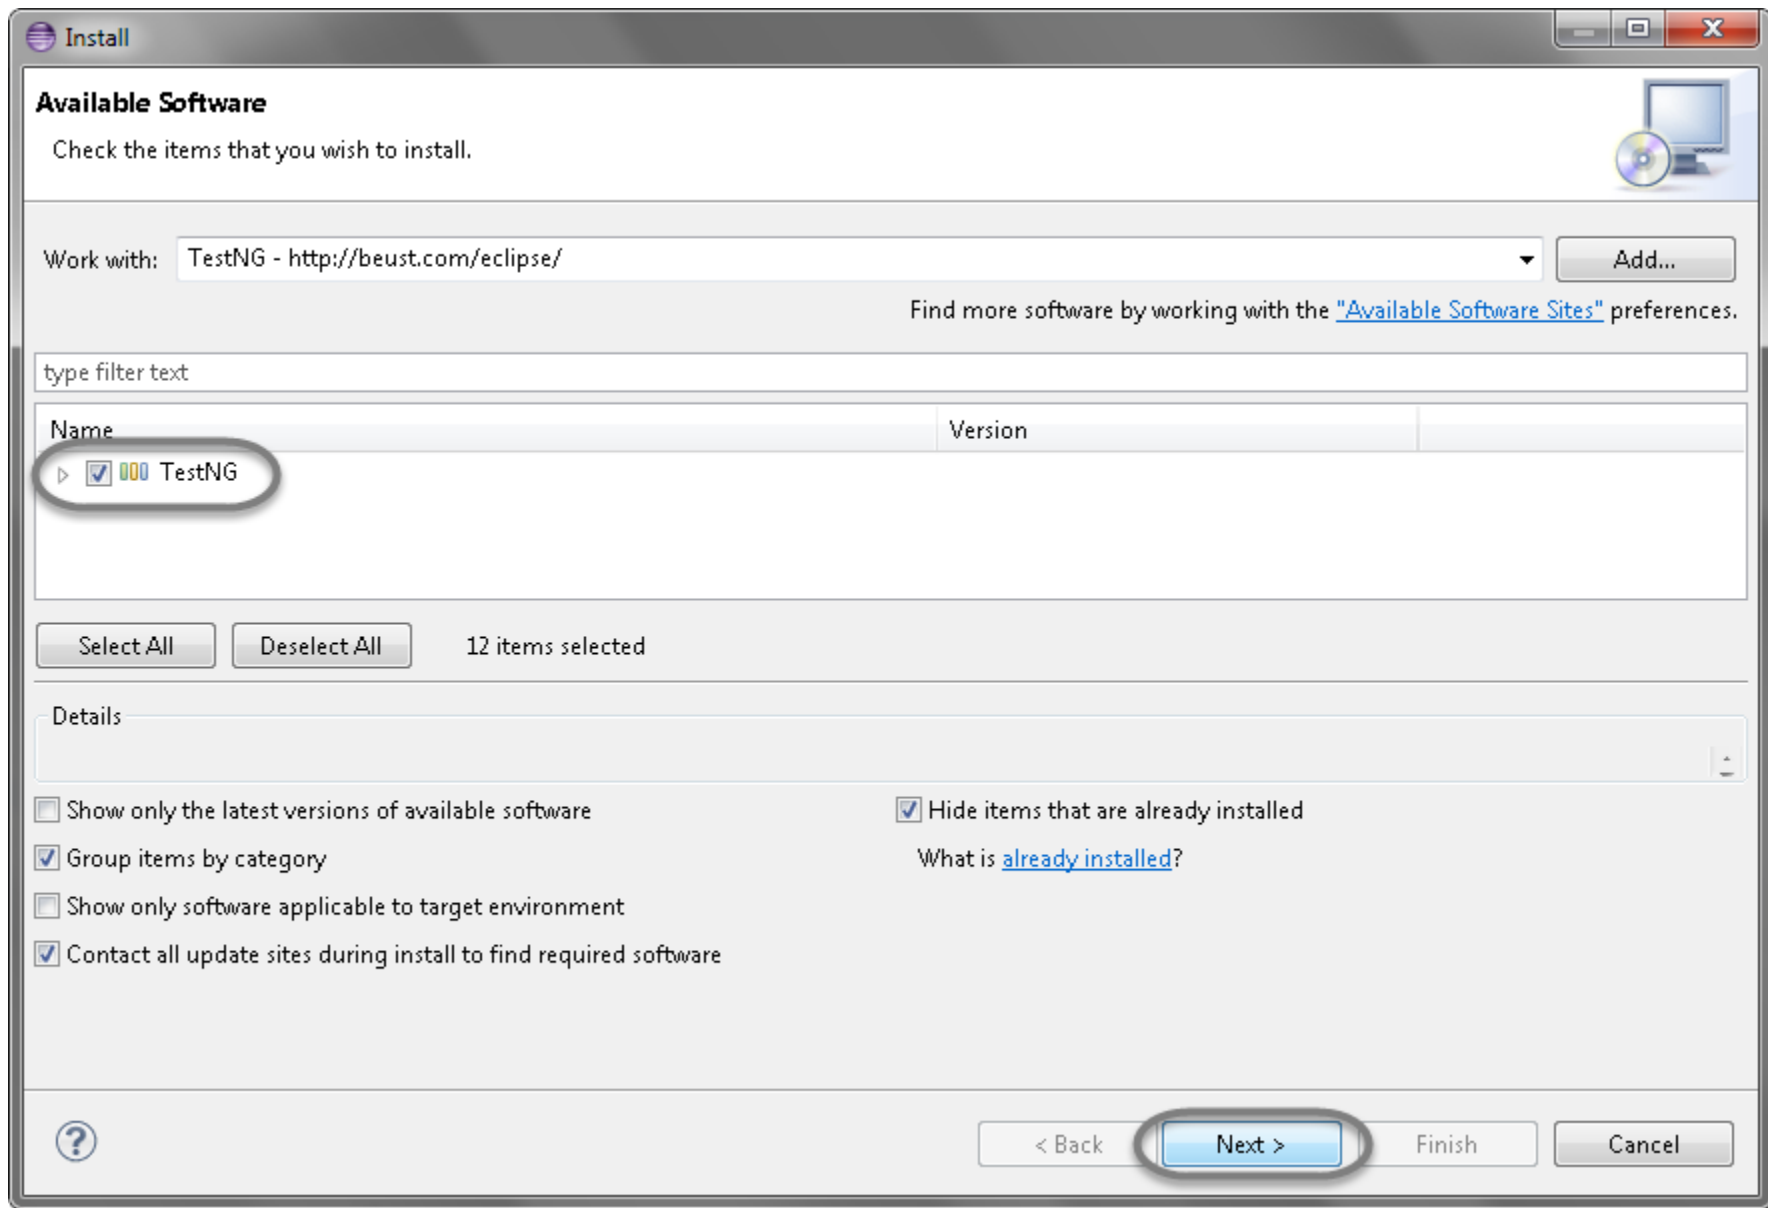 Install
Available Software
Check the items that you wish to install.
Work with: TestNG - http://beust.com/eclipse/ Add...
Find more software by working with the "Available Software Sites" preferences.
type filter text
Name Version
TestNG
Select All Deselect All 12 items selected
Details
Show only the latest versions of available software Hide items that are already installed
Group items by category What is already installed?
Show only software applicable to target environment
Contact all update sites during install to find required software
? < Back Next > Finish Cancel